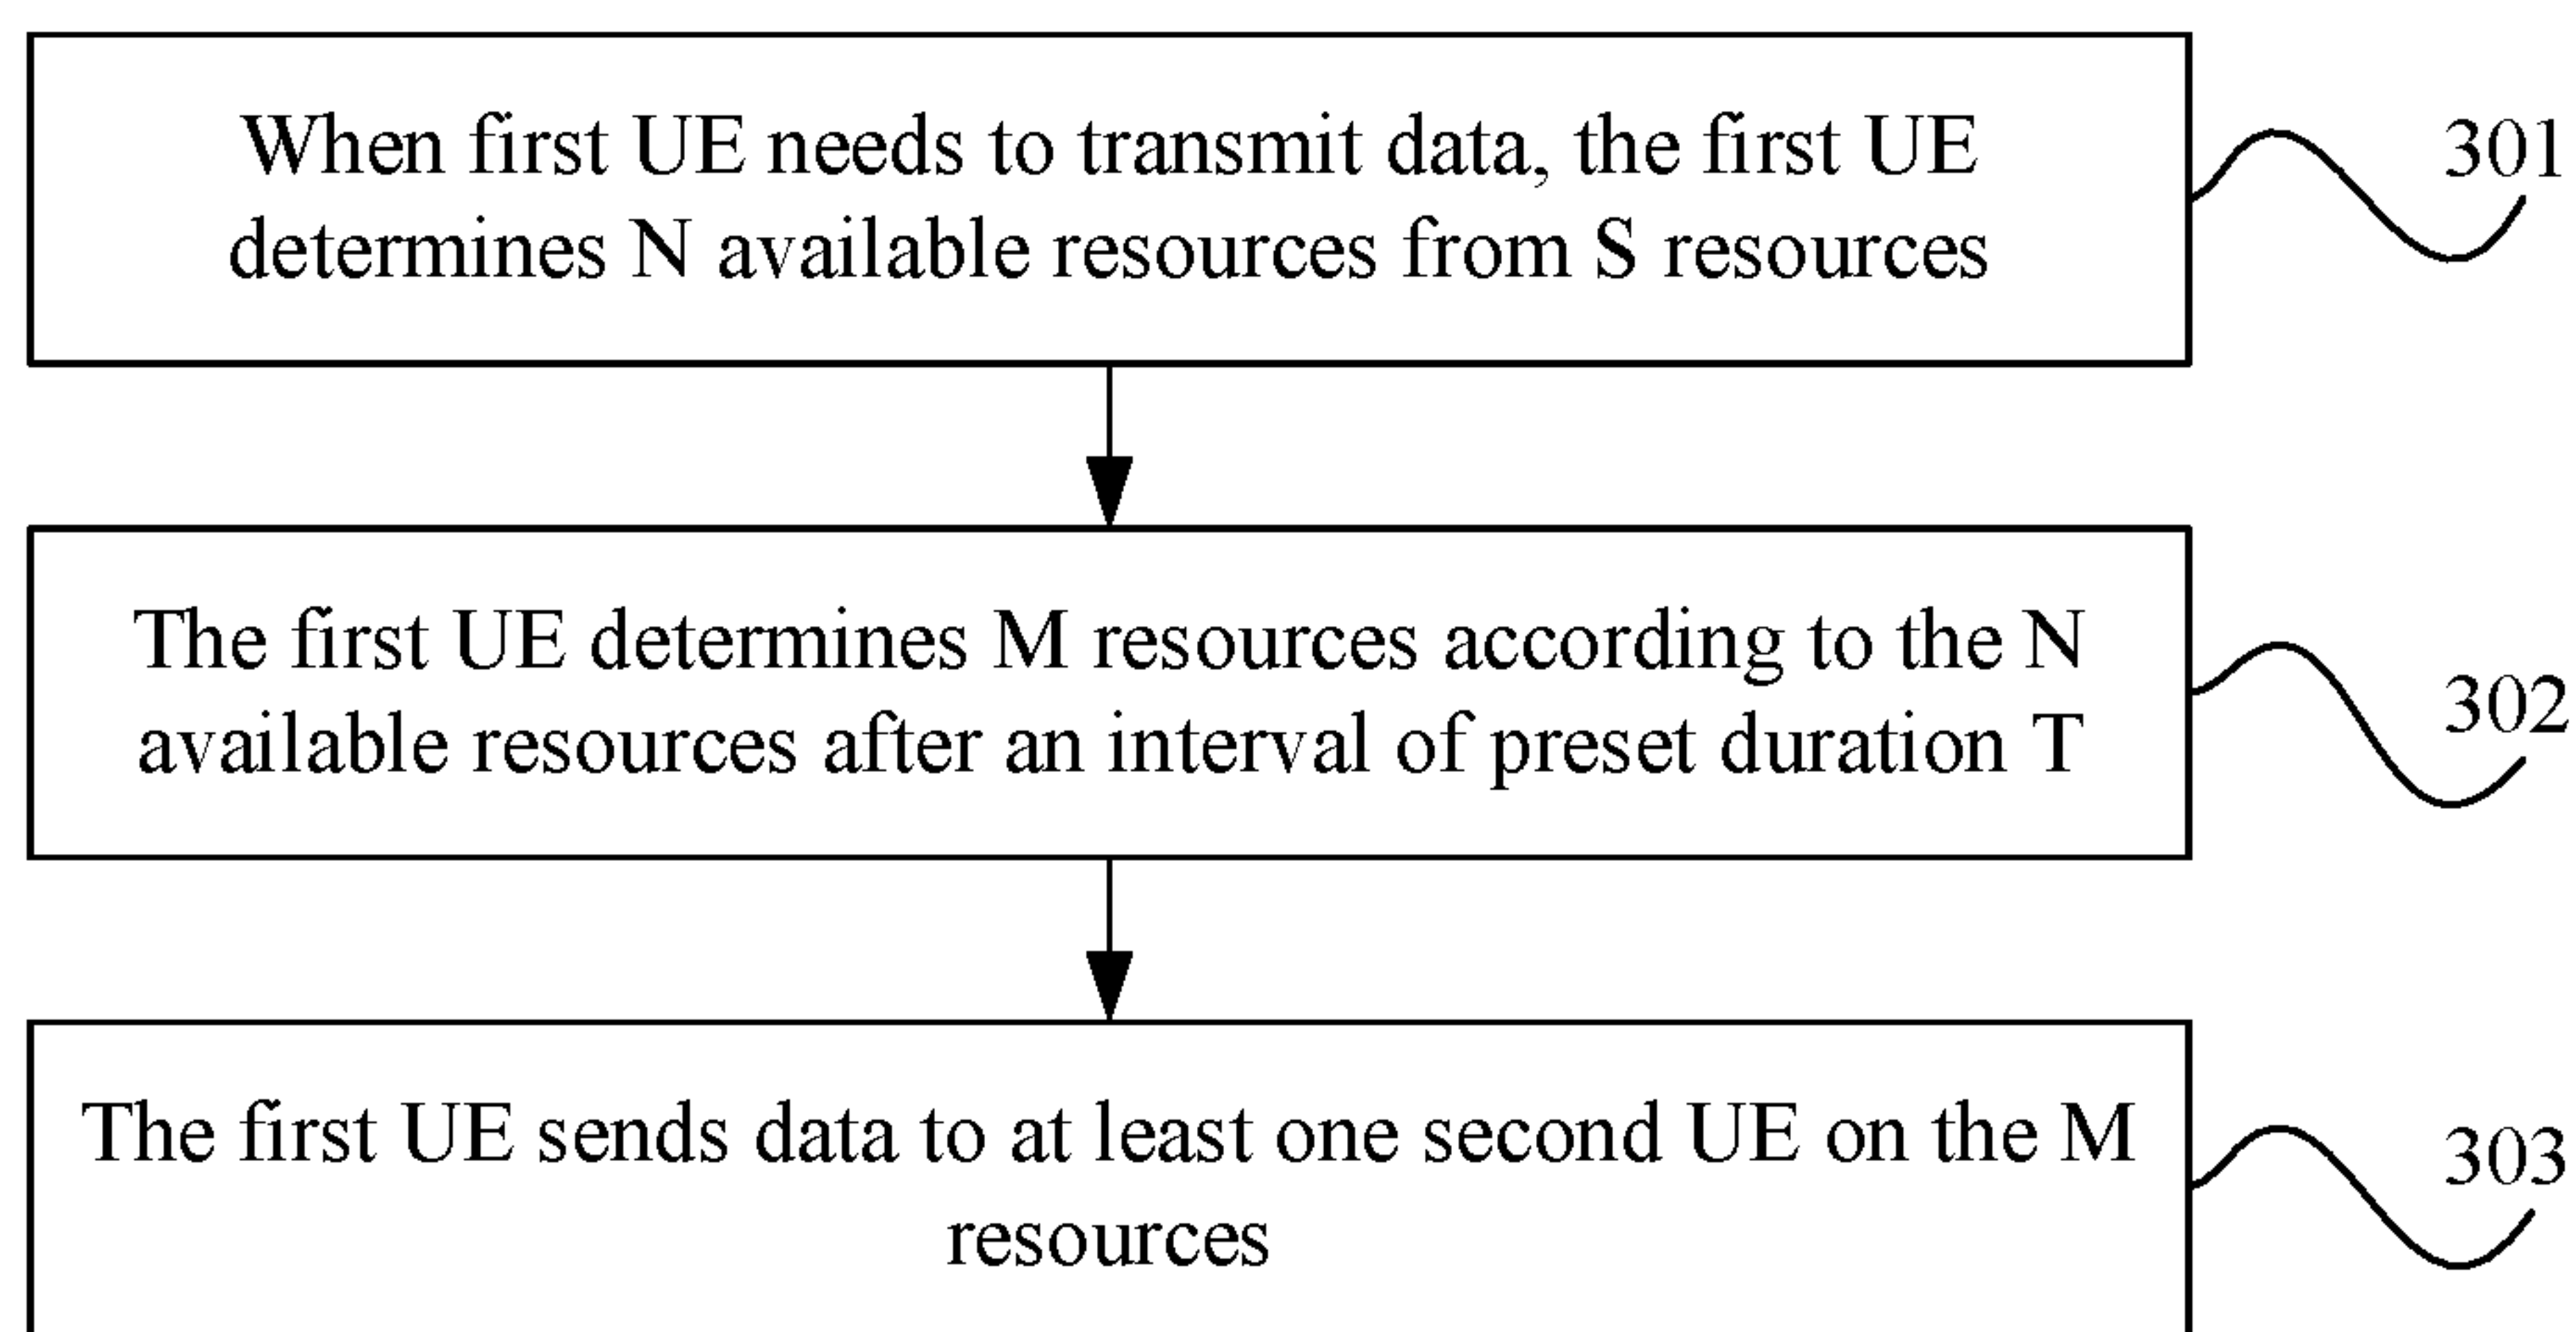 When first UE needs to transmit data, the first UE
determines N available resources from S resources
301
The first UE determines M resources according to the N
available resources after an interval of preset duration T
302
The first UE sends data to at least one second UE on the M
resources
303